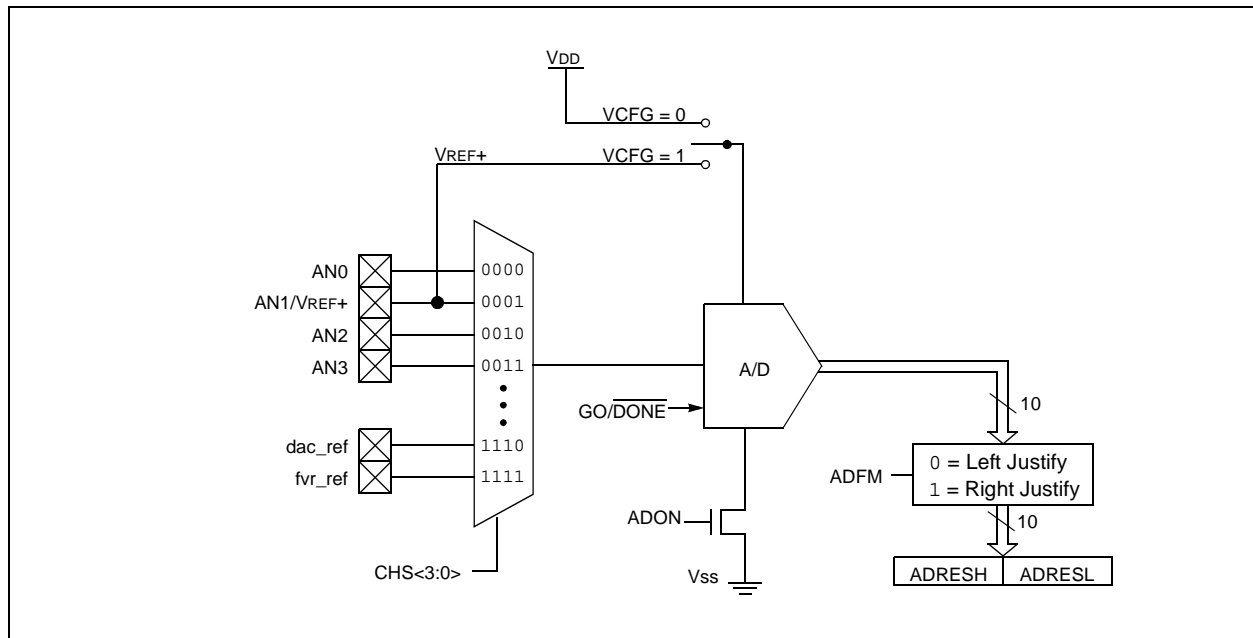 VDD
VCFG = 0
VREF+
VCFG = 1
AN0
0000
AN1/VREF+
0001
AN2
0010
AN3
0011
A/D
GO/DONE
10
dac_ref
1110
fvr_ref
1111
ADFM
0 = Left Justify
1 = Right Justify
ADON
10
CHS<3:0>
Vss
ADRESH
ADRESL